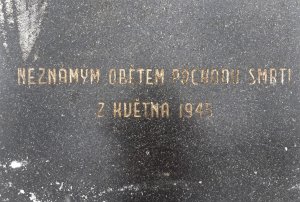 NEZNÁMÝM OBĚTEM POCHODU SMRTI
Z KVĚTNA 1945